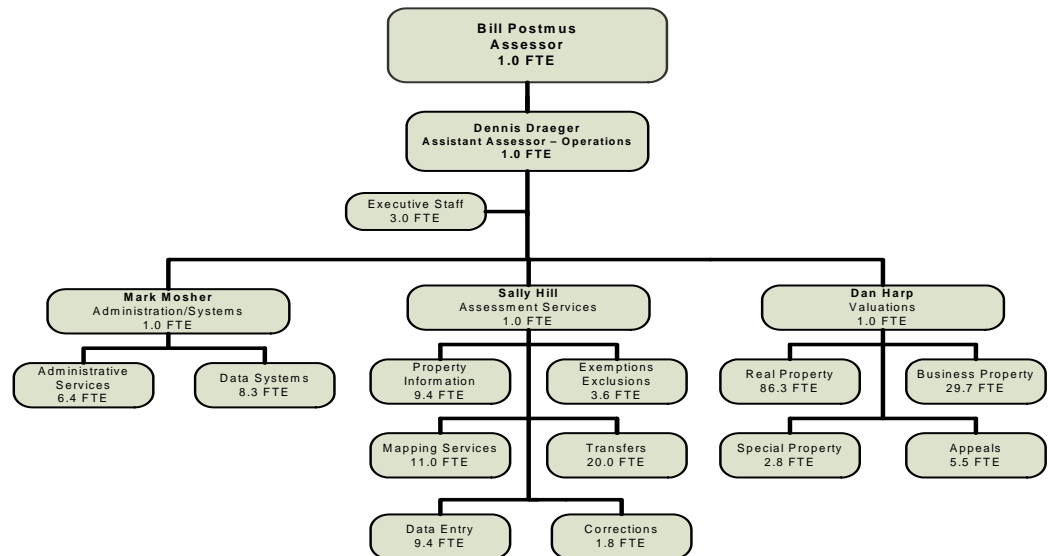 Bill Postmus
Assessor
1.0 FTE
Dennis Draeger
Assistant Assessor – Operations
1.0 FTE
Executive Staff
3.0 FTE
Mark Mosher
Administration/Systems
1.0 FTE
Sally Hill
Assessment Services
1.0 FTE
Dan Harp
Valuations
1.0 FTE
Administrative
Services
6.4 FTE
Data Systems
8.3 FTE
Property
Information
9.4 FTE
Exemptions
Exclusions
3.6 FTE
Real Property
86.3 FTE
Business Property
29.7 FTE
Mapping Services
11.0 FTE
Transfers
20.0 FTE
Special Property
2.8 FTE
Appeals
5.5 FTE
Data Entry
9.4 FTE
Corrections
1.8 FTE